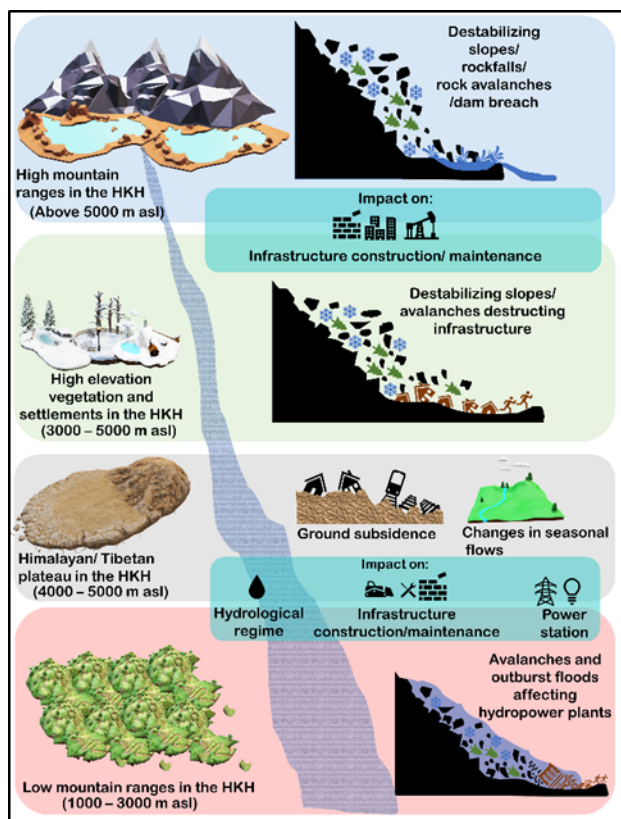 Destabilizing
slopes/
rockfalls/
rock avalanches
/dam breach
High mountain
ranges in the HKH
(Above 5000 m asl)
Impact on:
Infrastructure construction/ maintenance
Destabilizing slopes/
avalanches destructing
infrastructure
High elevation
vegetation and
settlements in the HKH
(3000 – 5000 m asl)
Ground subsidence
Changes in seasonal
flows
Himalayan/ Tibetan
plateau in the HKH
(4000 – 5000 m asl)
Impact on:
Hydrological
regime
Infrastructure
construction/maintenance
Power
station
Avalanches and
outburst floods
affecting
hydropower plants
Low mountain ranges in the HKH
(1000 – 3000 m asl)